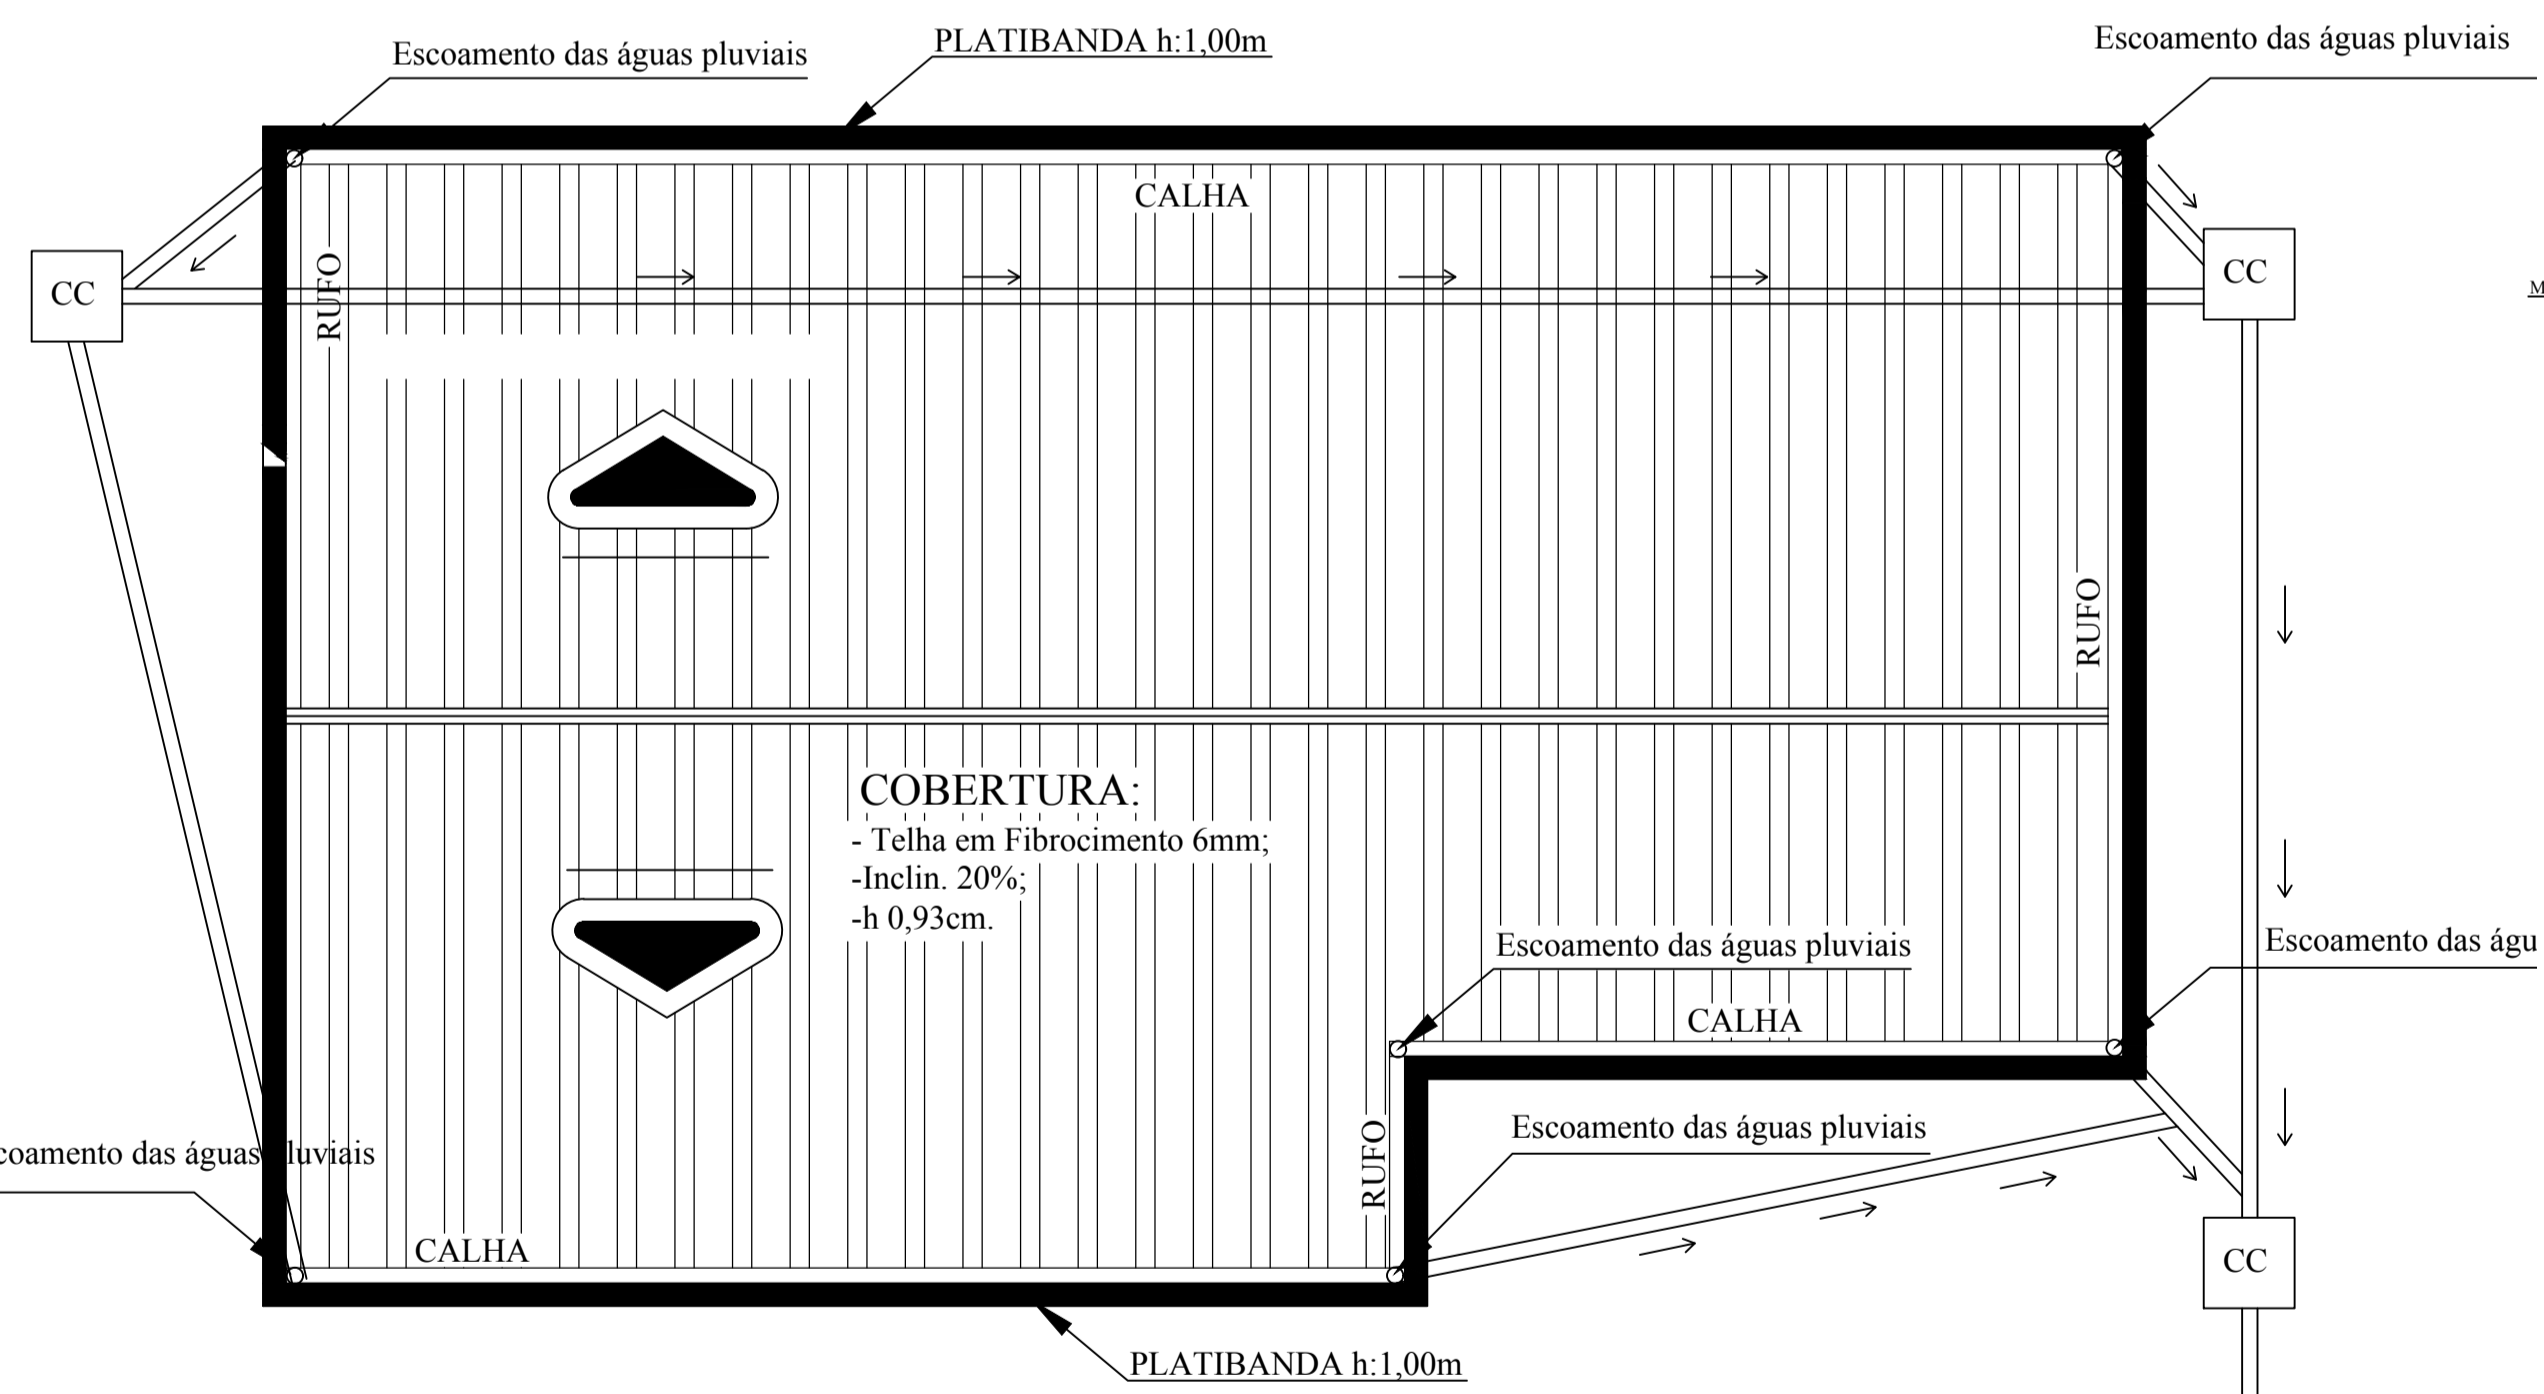 Escoamento das águas pluviais
PLATIBANDA h:1,00m
Escoamento das águas pluviais
CALHA
RUFO
CC
CC
M
RUFO
COBERTURA:
- Telha em Fibrocimento 6mm;
-Inclin. 20%;
-h 0,93cm.
Escoamento das águas pluviais
Escoamento das águ
CALHA
Escoamento das águas pluviais
RUFO
coamento das águas luviais
CALHA
CC
PLATIBANDA h:1,00m